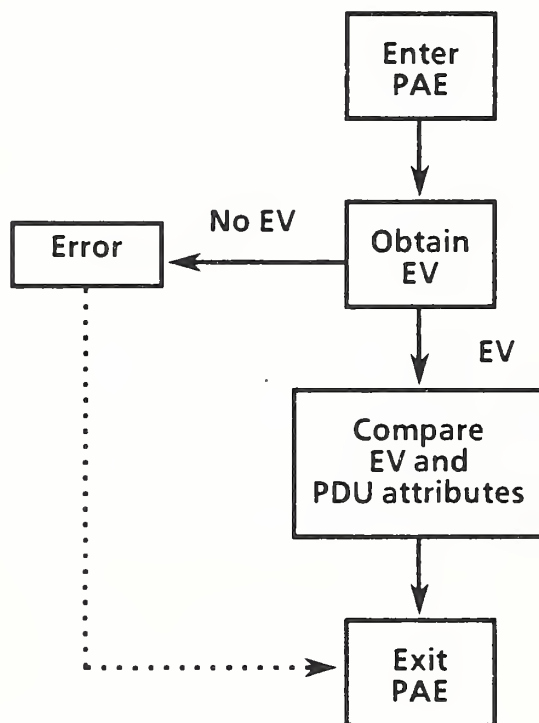 Enter
PAE
No EV
Error
Obtain
EV
EV
Compare
EV and
PDU attributes
Exit
PAE